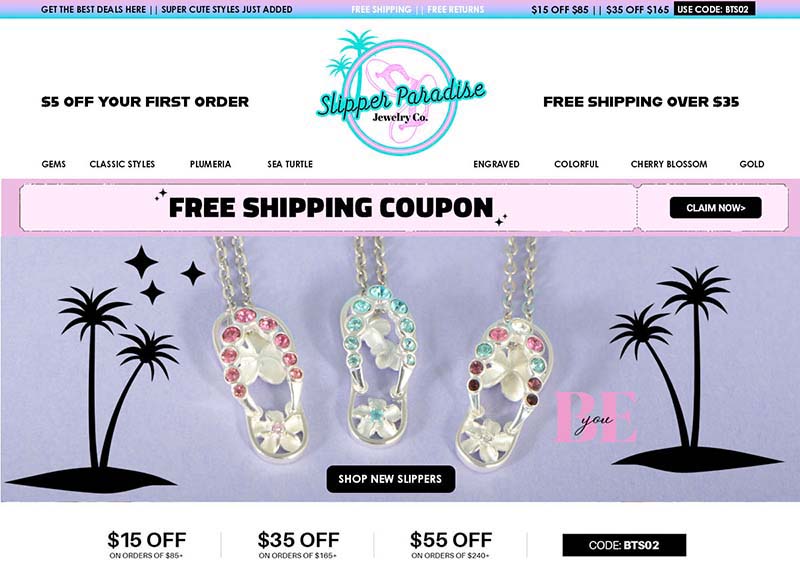 GET THE BEST DEALS HERE || SUPER CUTE STYLES JUST ADDED
FREE SHIPPING || FREE RETURNS
$15 OFF $85 || $35 OFF $165
USE CODE: BTS02
$5 OFF YOUR FIRST ORDER
Slipper Paradise
Jewelry Co.
FREE SHIPPING OVER $35
GEMS
CLASSIC STYLES
PLUMERIA
SEA TURTLE
ENGRAVED
COLORFUL
CHERRY BLOSSOM
GOLD
FREE SHIPPING COUPON
CLAIM NOW>
BE
you
SHOP NEW SLIPPERS
$15 OFF
ON ORDERS OF $85+
$35 OFF
ON ORDERS OF $165+
$55 OFF
ON ORDERS OF $240+
CODE: BTS02